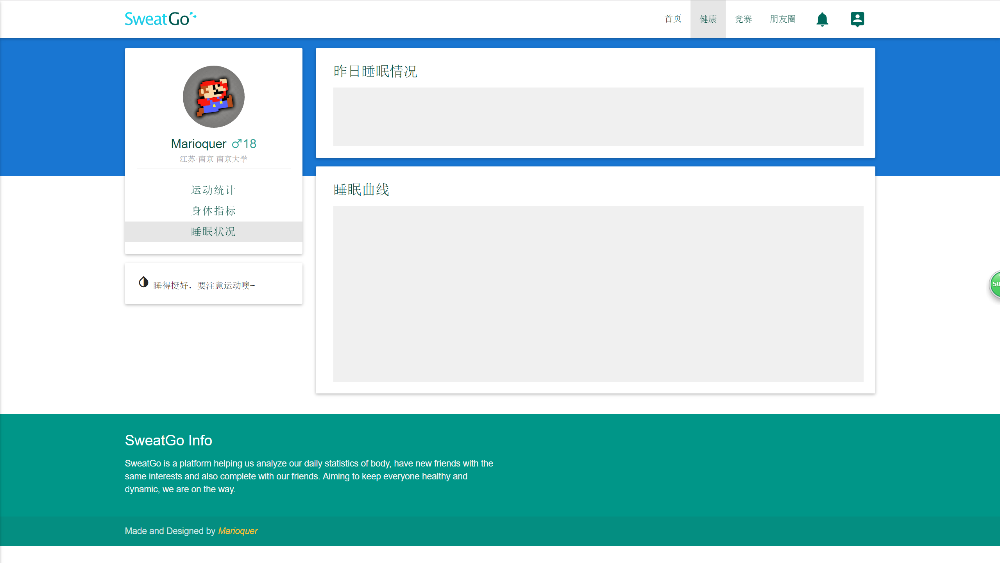 SweatGo
首页 健康 竞赛 朋友圈
Marioquer ♂18
江苏·南京 南京大学
运动统计
身体指标
睡眠状况
睡得挺好，要注意运动噢~
昨日睡眠情况
睡眠曲线
50
SweatGo Info
SweatGo is a platform helping us analyze our daily statistics of body, have new friends with the
same interests and also complete with our friends. Aiming to keep everyone healthy and
dynamic, we are on the way.
Made and Designed by Marioquer